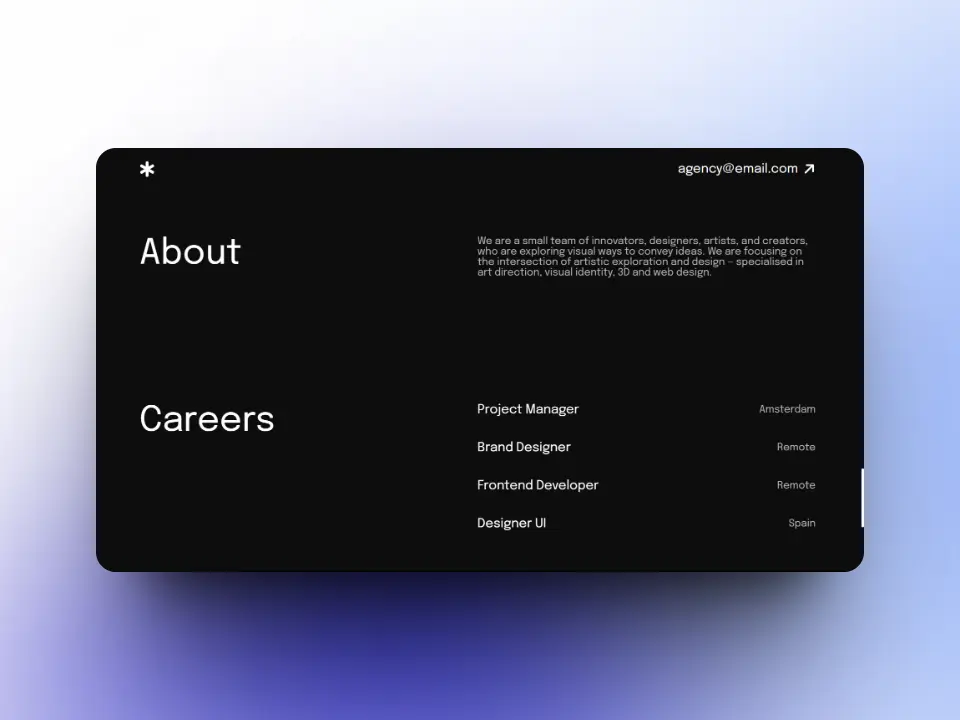 agency@email.com
About
We are a small team of innovators, designers, artists, and creators,
who are exploring visual ways to convey ideas. We are focusing on
the intersection of artistic exploration and design – specialised in
art direction, visual identity, 3D and web design.
Careers
Project Manager Amsterdam
Brand Designer Remote
Frontend Developer Remote
Designer UI Spain